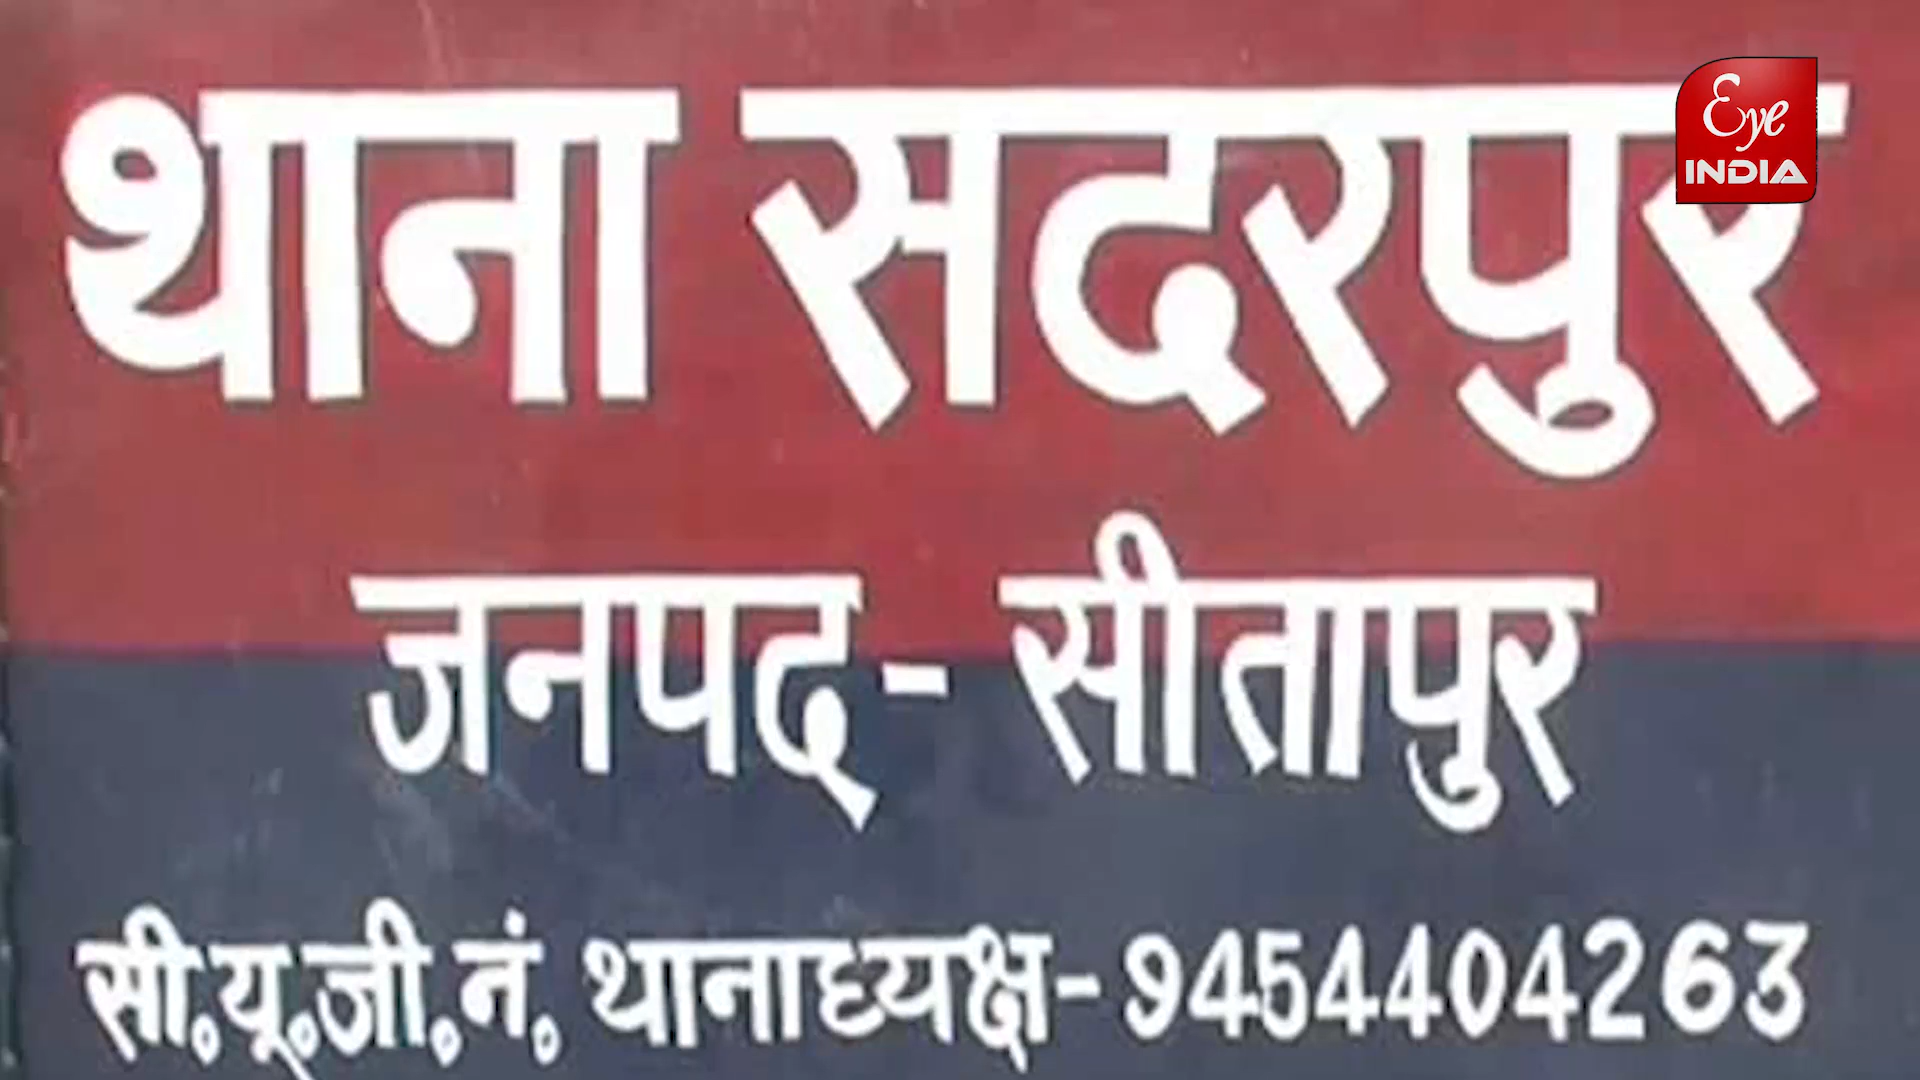 थाना सदरपुर
Eye
INDIA
जनपद - सीतापुर
सी.यू.जी.नं. थानाध्यक्ष - 9454404263